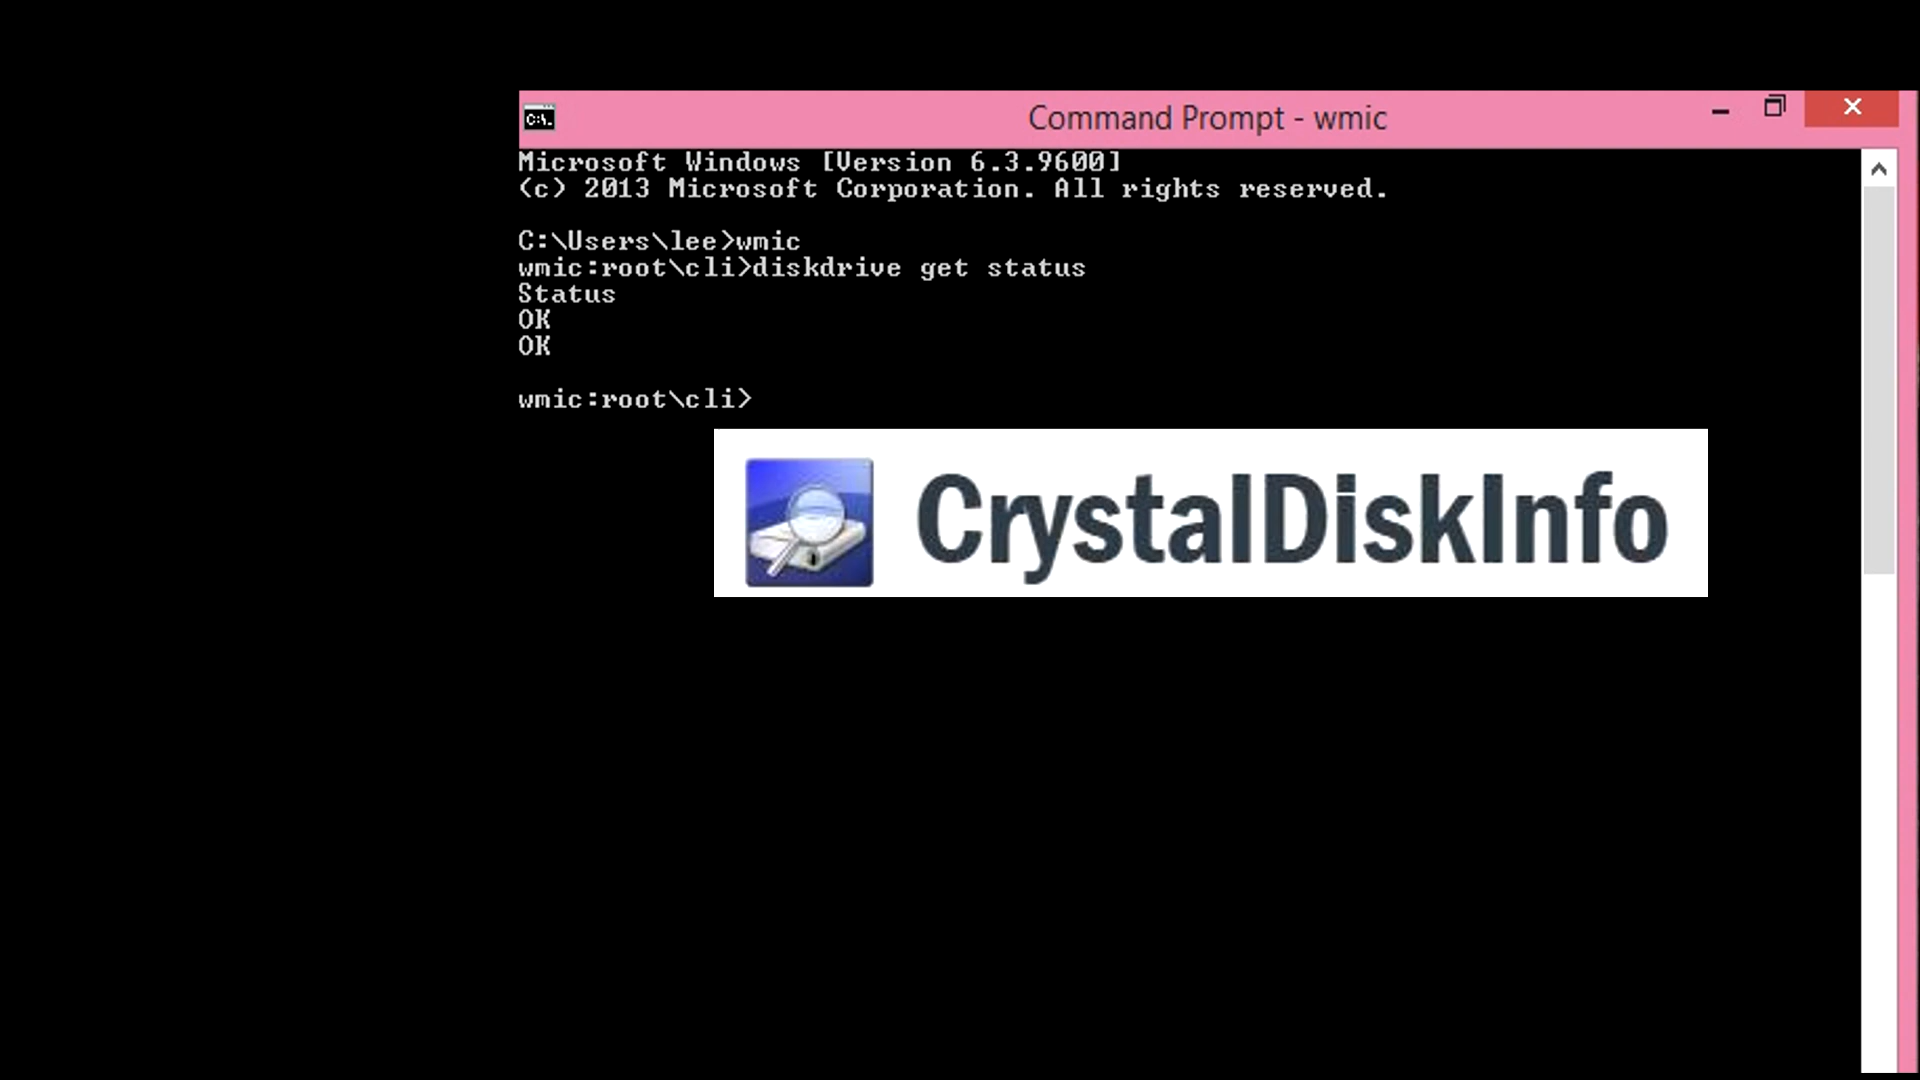 C:\.
Command Prompt - wmic
Microsoft Windows [Version 6.3.9600]
(c) 2013 Microsoft Corporation. All rights reserved.
C:\Users\lee>wmic
wmic:root\cli>diskdrive get status
Status
OK
OK
wmic:root\cli>
CrystalDiskInfo